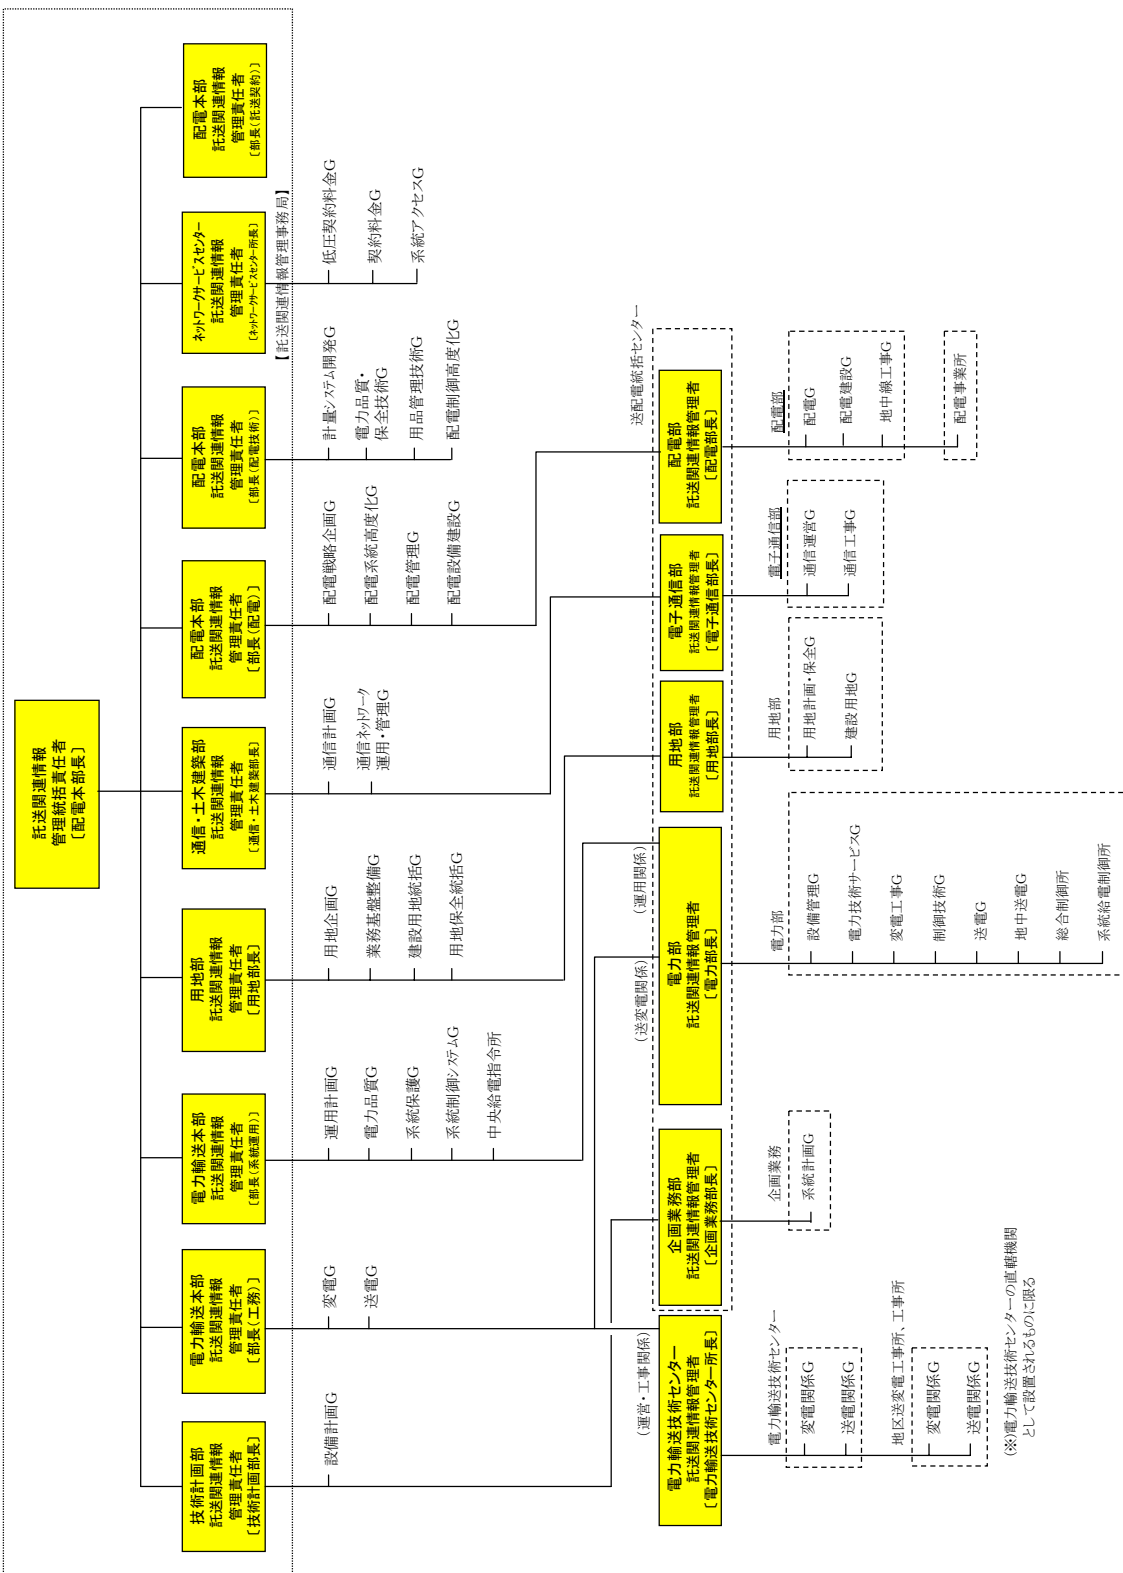 託送関連情報
管理統括責任者
［配電本部長］
技術計画部
託送関連情報
管理責任者
［技術計画部長］
電力輸送本部
託送関連情報
管理責任者
［部長（工務）］
電力輸送本部
託送関連情報
管理責任者
［部長（系統運用）］
用地部
託送関連情報
管理責任者
［用地部長］
通信・土木建築部
託送関連情報
管理責任者
［通信・土木建築部長］
配電本部
託送関連情報
管理責任者
［部長（配電）］
配電本部
託送関連情報
管理責任者
［部長（配電技術）］
ネットワークサービスセンター
託送関連情報
管理責任者
［ネットワークサービスセンター所長］
配電本部
託送関連情報
管理責任者
［部長（託送契約）］
【託送関連情報管理事務局】
設備計画G
変電G
送電G
運用計画G
電力品質G
系統保護G
系統制御システムG
中央給電指令所
用地企画G
業務基盤整備G
建設用地統括G
用地保全統括G
通信計画G
通信ネットワーク
運用・管理G
配電戦略企画G
配電系統高度化G
配電管理G
配電設備建設G
計量システム開発G
電力品質・
保全技術G
用品管理技術G
配電制御高度化G
低圧契約料金G
契約料金G
系統アクセスG
送配電統括センター
（運営・工事関係）
（送変電関係）
（運用関係）
電力輸送技術センター
託送関連情報管理者
［電力輸送技術センター所長］
企画業務部
託送関連情報管理者
［企画業務部長］
電力部
託送関連情報管理者
［電力部長］
用地部
託送関連情報管理者
［用地部長］
電子通信部
託送関連情報管理者
［電子通信部長］
配電部
託送関連情報管理者
［配電部長］
電力輸送技術センター
変電関係G
送電関係G
地区送変電工事所、工事所
変電関係G
送電関係G
（※）電力輸送技術センターの直轄機関
として設置されるものに限る
企画業務
系統計画G
電力部
設備管理G
電力技術サービスG
変電工事G
制御技術G
送電G
地中送電G
総合制御所
系統給電制御所
用地部
用地計画・保全G
建設用地G
電子通信部
通信運営G
通信工事G
配電部
配電G
配電建設G
地中線工事G
配電事業所